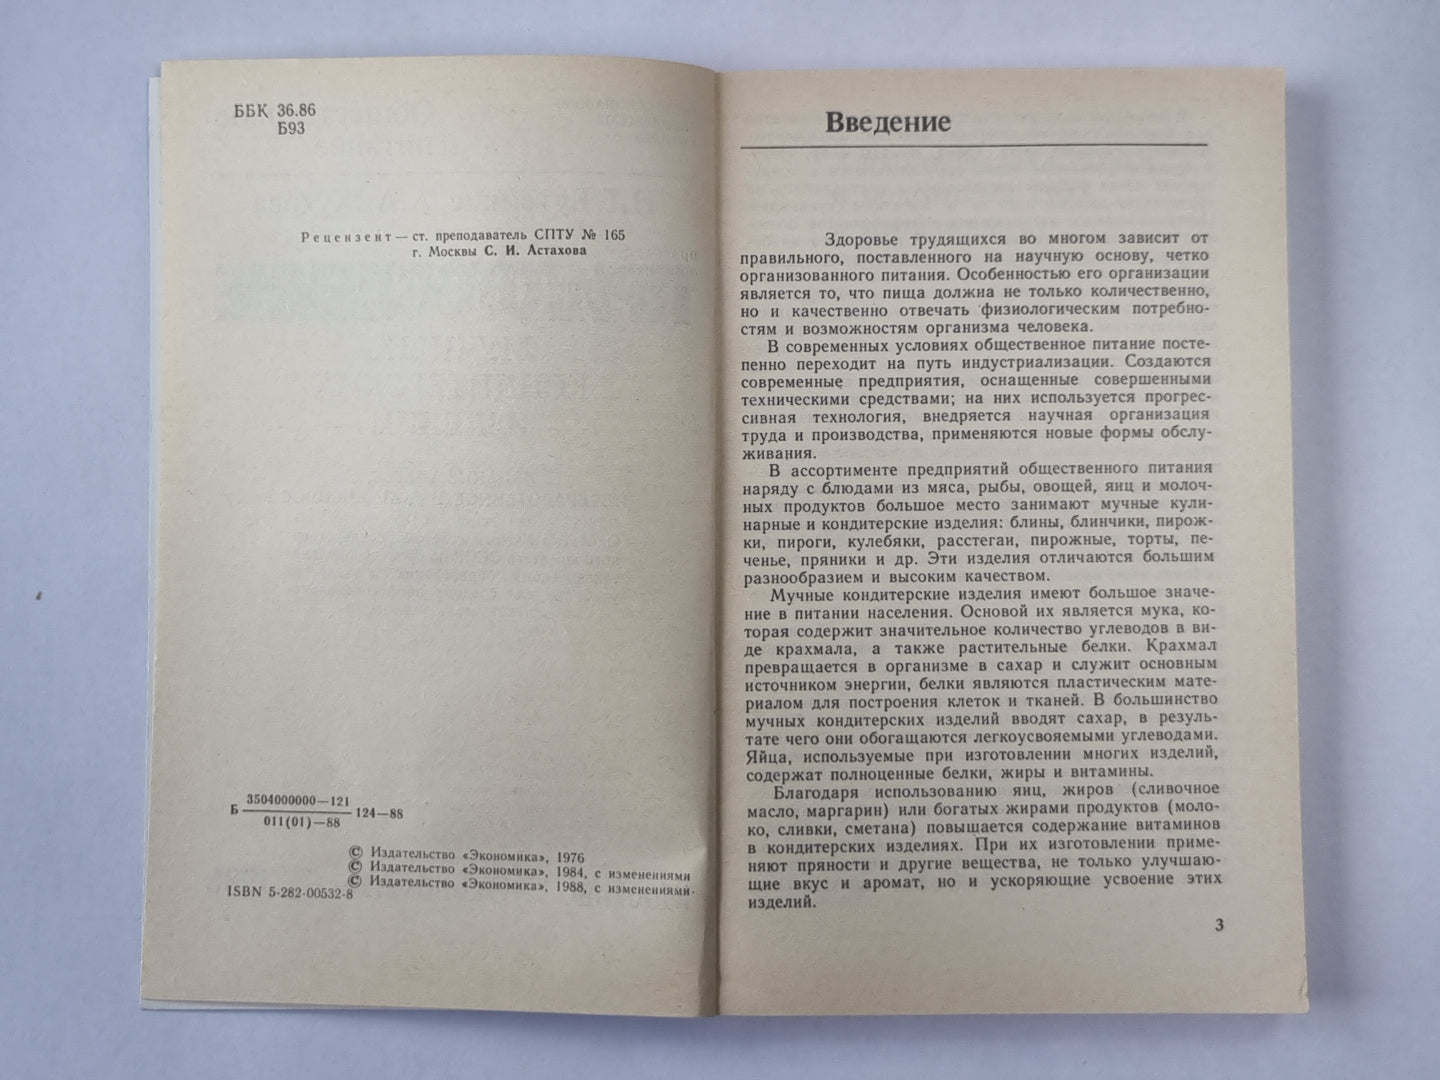 ББК 36.86
Б93
Рецензент — ст. преподаватель СПТУ № 165
г. Москвы С. И. Астахова
Б 3504000000—121 124—88
011(01)—88
© Издательство «Экономика», 1976
© Издательство «Экономика», 1984, с изменениями
© Издательство «Экономика», 1988, с изменениями
ISBN 5-282-00532-8
Введение
Здоровье трудящихся во многом зависит от
правильного, поставленного на научную основу, четко
организованного питания. Особенностью его организации
является то, что пища должна не только количественно,
но и качественно отвечать физиологическим потребно-
стям и возможностям организма человека.
В современных условиях общественное питание посте-
пенно переходит на путь индустриализации. Создаются
современные предприятия, оснащенные совершенными
техническими средствами; на них используется прогрес-
сивная технология, внедряется научная организация
труда и производства, применяются новые формы обслу-
живания.
В ассортименте предприятий общественного питания
наряду с блюдами из мяса, рыбы, овощей, яиц и молоч-
ных продуктов большое место занимают мучные кули-
нарные и кондитерские изделия: блины, блинчики, пирож-
ки, пироги, кулебяки, расстегаи, пирожные, торты, пе-
ченье, пряники и др. Эти изделия отличаются большим
разнообразием и высоким качеством.
Мучные кондитерские изделия имеют большое значе-
ние в питании населения. Основой их является мука, ко-
торая содержит значительное количество углеводов в ви-
де крахмала, а также растительные белки. Крахмал
превращается в организме в сахар и служит основным
источником энергии, белки являются пластическим мате-
риалом для построения клеток и тканей. В большинство
мучных кондитерских изделий вводят сахар, в резуль-
тате чего они обогащаются легкоусвояемыми углеводами.
Яйца, используемые при изготовлении многих изделий,
содержат полноценные белки, жиры и витамины.
Благодаря использованию яиц, жиров (сливочное
масло, маргарин) или богатых жирами продуктов (моло-
ко, сливки, сметана) повышается содержание витаминов
в кондитерских изделиях. При их изготовлении приме-
няют пряности и другие вещества, не только улучшаю-
щие вкус и аромат, но и ускоряющие усвоение этих
изделий.
3